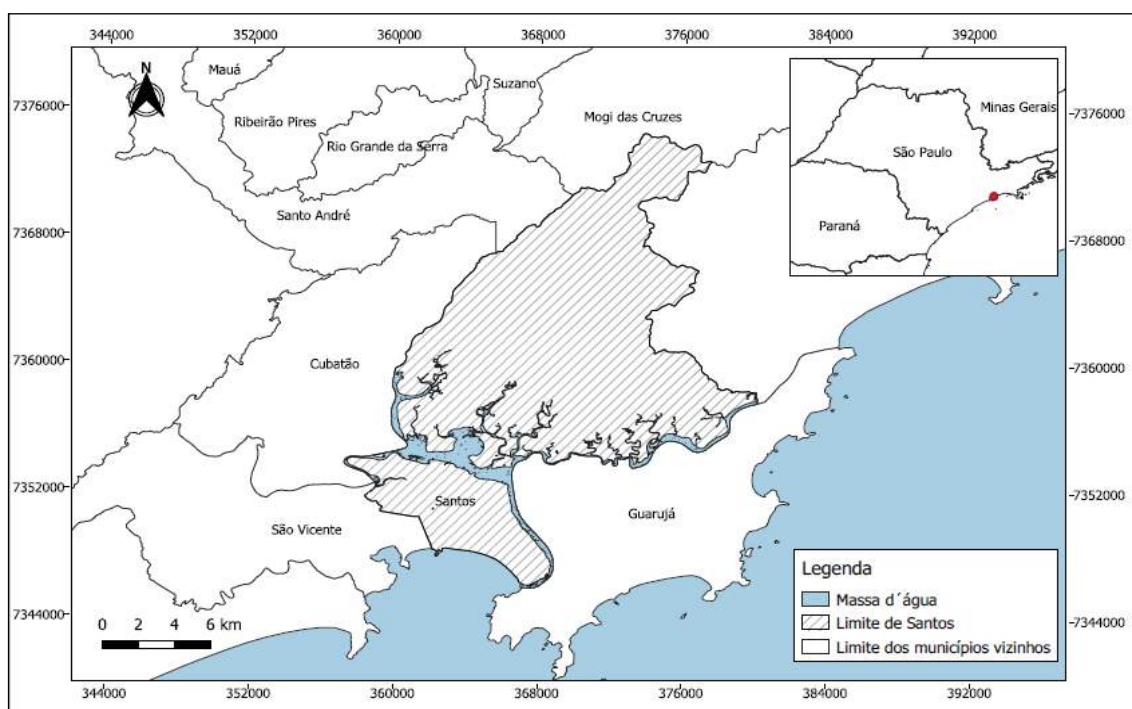 344000 352000 360000 368000 376000 384000 392000
N
Mauá
Suzano
7376000
7376000
Minas Gerais
Ribeirão Pires
Mogi das Cruzes
Rio Grande da Serra
São Paulo
Santo André
Paraná
7368000
7368000
7360000
7360000
Cubatão
7352000
7352000
Santos
Guarujá
São Vicente
Legenda
Massa d´água
Limite de Santos
Limite dos municípios vizinhos
7344000
7344000
0 2 4 6 km
344000 352000 360000 368000 376000 384000 392000